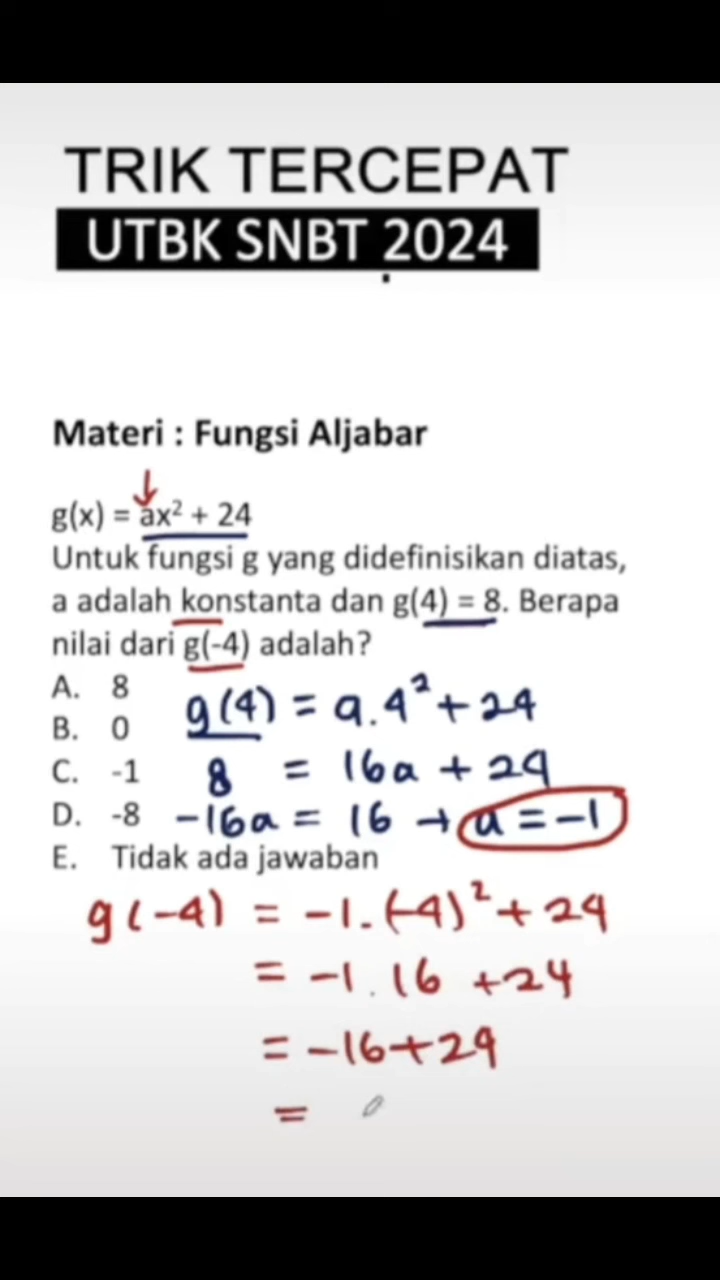 TRIK TERCEPAT
UTBK SNBT 2024
Materi : Fungsi Aljabar
g(x) = ax² + 24
Untuk fungsi g yang didefinisikan diatas,
a adalah konstanta dan g(4) = 8. Berapa
nilai dari g(-4) adalah?
A. 8
B. 0
C. -1
D. -8
E. Tidak ada jawaban
g(4) = a.4² + 24
8 = 16a + 24
-16a = 16 → a = -1
g(-4) = -1.(-4)² + 24
= -1.16 + 24
= -16 + 24
=